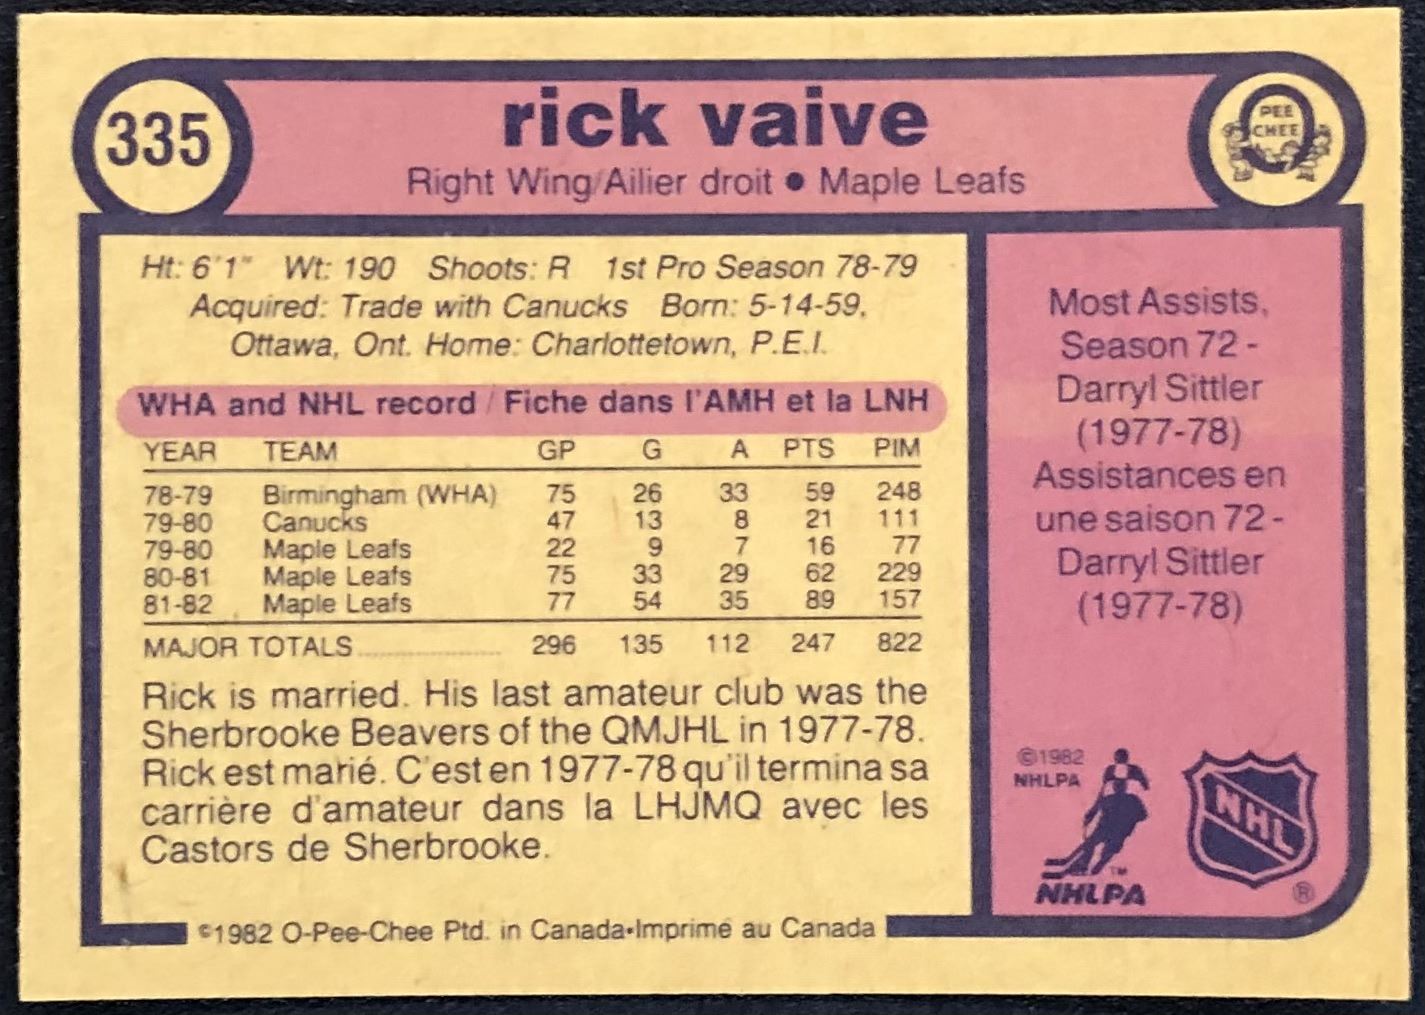 335
rick vaive
Right Wing/Ailier droit • Maple Leafs
PEE
CHEE
Ht: 6'1" Wt: 190 Shoots: R 1st Pro Season 78-79
Acquired: Trade with Canucks Born: 5-14-59,
Ottawa, Ont. Home: Charlottetown, P.E.I.
WHA and NHL record / Fiche dans l'AMH et la LNH
YEAR TEAM GP G A PTS PIM
78-79 Birmingham (WHA) 75 26 33 59 248
79-80 Canucks 47 13 8 21 111
79-80 Maple Leafs 22 9 7 16 77
80-81 Maple Leafs 75 33 29 62 229
81-82 Maple Leafs 77 54 35 89 157
MAJOR TOTALS.................... 296 135 112 247 822
Rick is married. His last amateur club was the
Sherbrooke Beavers of the QMJHL in 1977-78.
Rick est marié. C'est en 1977-78 qu'il termina sa
carrière d'amateur dans la LHJMQ avec les
Castors de Sherbrooke.
Most Assists,
Season 72 -
Darryl Sittler
(1977-78)
Assistances en
une saison 72 -
Darryl Sittler
(1977-78)
©1982
NHLPA
TM
NHLPA
NHL
®
©1982 O-Pee-Chee Ptd. in Canada•Imprimé au Canada